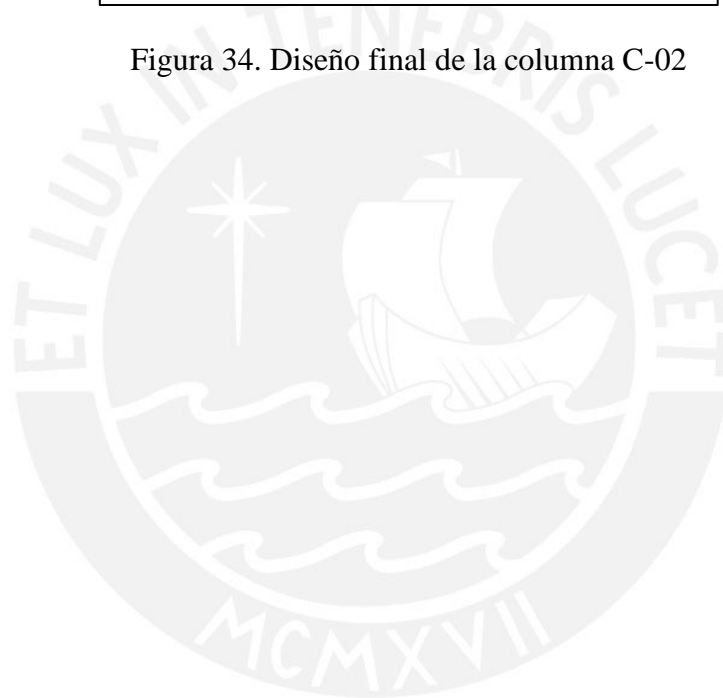 Figura 34. Diseño final de la columna C-02
ET LUX IN TENEBRIS LUCET
MCMXVII